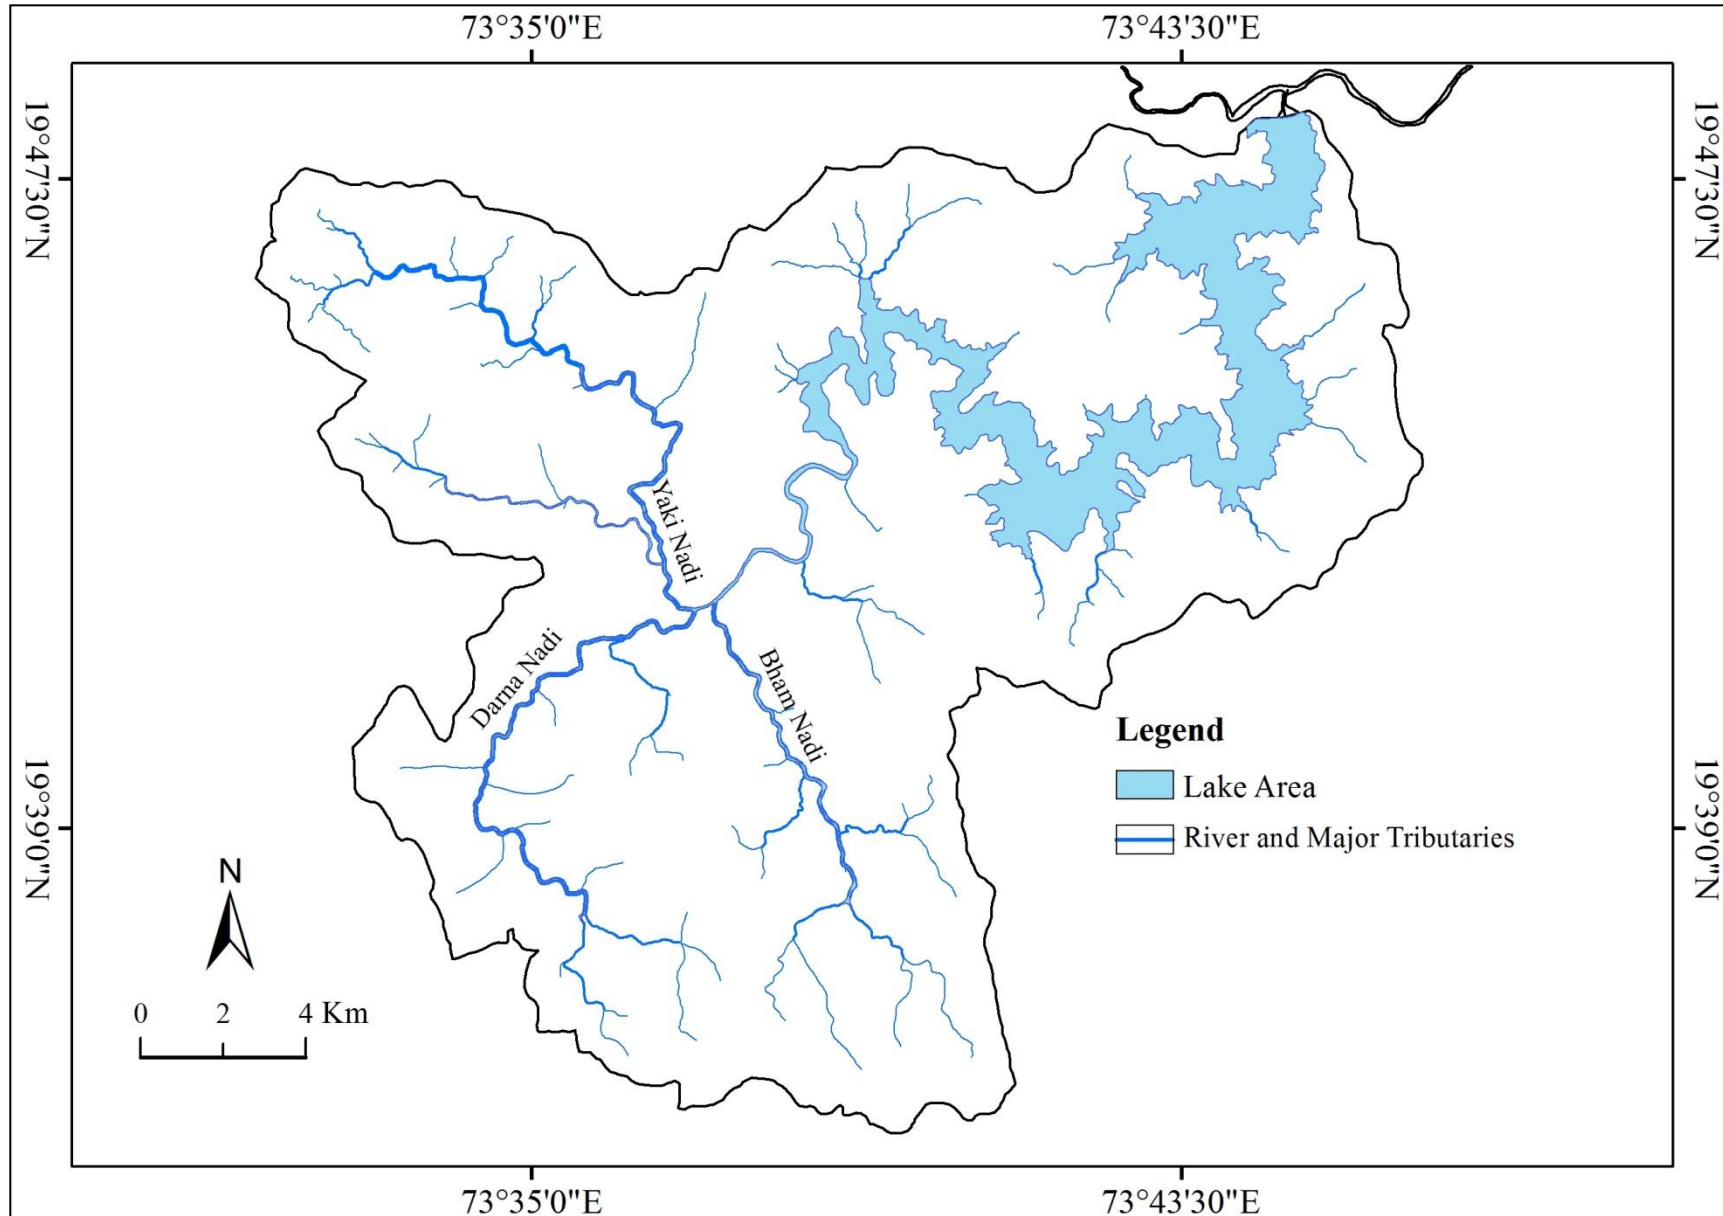 73°35'0"E
73°43'30"E
19°47'30"N
19°47'30"N
Yaki Nadi
Darna Nadi
Bham Nadi
Legend
Lake Area
River and Major Tributaries
19°39'0"N
19°39'0"N
N
0 2 4 Km
73°35'0"E
73°43'30"E